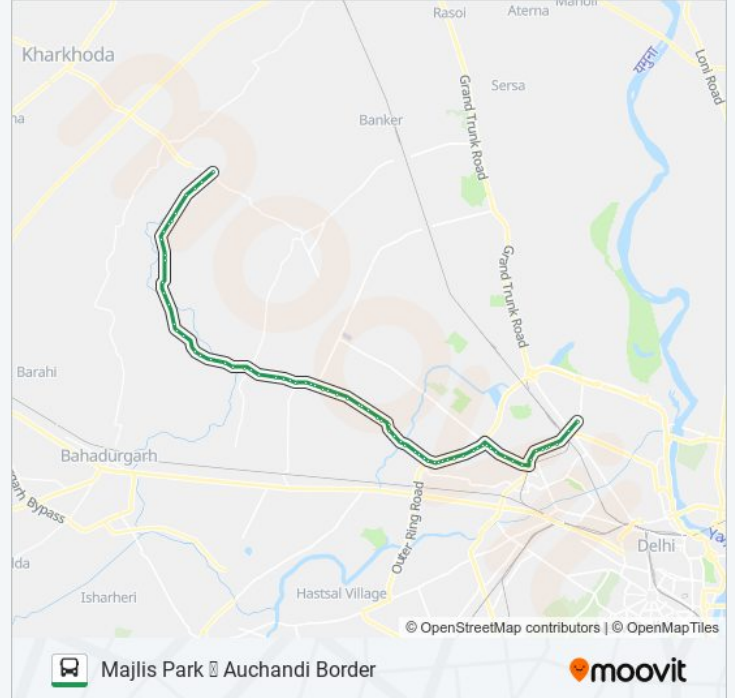 Rasoi
Aterna
Kharkhoda
यमुना
Loni Road
Grand Trunk Road
Sersa
Banker
Grand Trunk Road
Barahi
Bahadurgarh
Bypass
Outer Ring Road
Delhi
Hastsal Village
Isharheri
© OpenStreetMap contributors | © OpenMapTiles
Majlis Park Auchandi Border
moovit